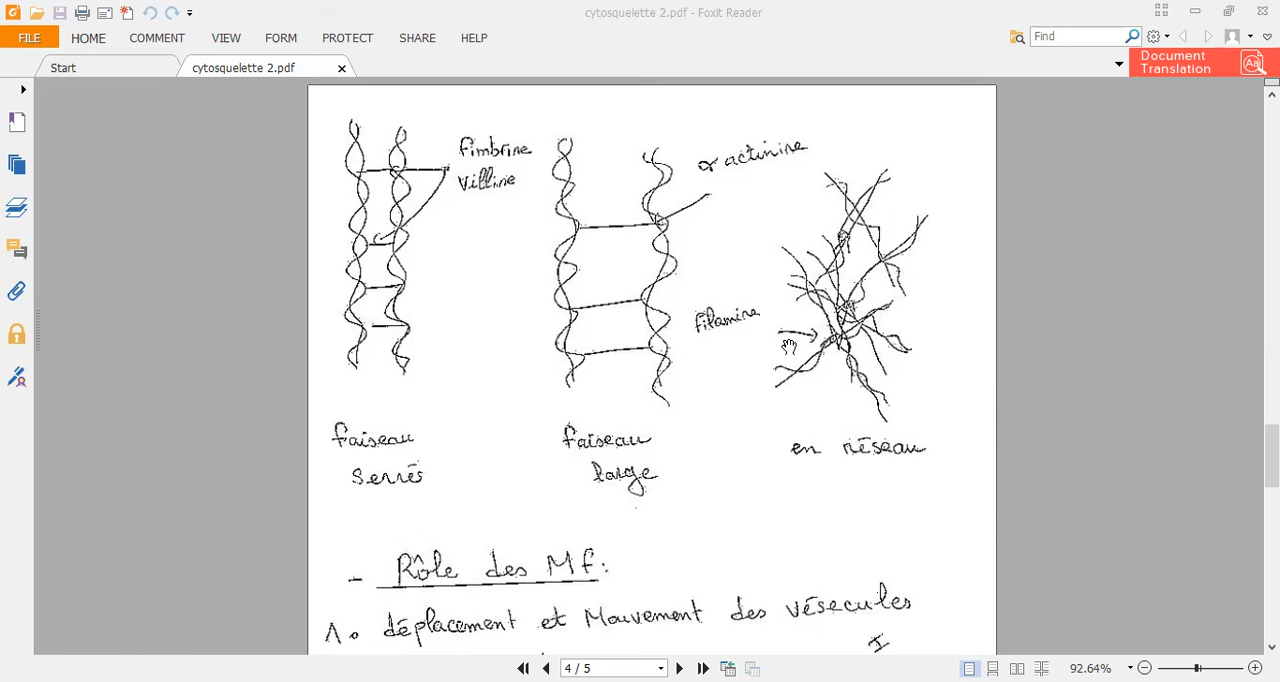 cytosquelette 2.pdf - Foxit Reader
FILE HOME COMMENT VIEW FORM PROTECT SHARE HELP
Find
Start
cytosquelette 2.pdf
Document
Translation
fimbrine
villine
α actinine
filamine
faiseau
serrés
faiseau
large
en réseau
- Rôle des Mf:
1. déplacement et Mouvement des vésecules
I
4 / 5
92.64%